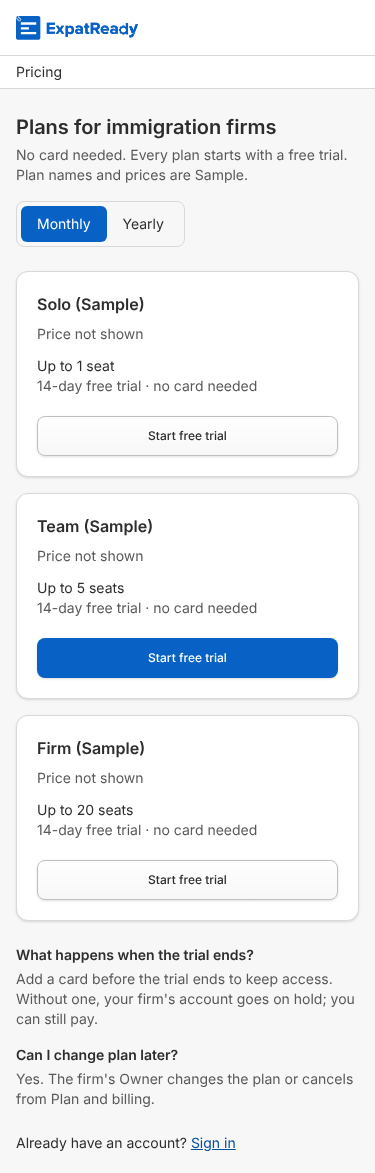 ExpatReady
Pricing
Plans for immigration firms
No card needed. Every plan starts with a free trial.
Plan names and prices are Sample.
Monthly Yearly
Solo (Sample)
Price not shown
Up to 1 seat
14-day free trial · no card needed
Start free trial
Team (Sample)
Price not shown
Up to 5 seats
14-day free trial · no card needed
Start free trial
Firm (Sample)
Price not shown
Up to 20 seats
14-day free trial · no card needed
Start free trial
What happens when the trial ends?
Add a card before the trial ends to keep access.
Without one, your firm's account goes on hold; you
can still pay.
Can I change plan later?
Yes. The firm's Owner changes the plan or cancels
from Plan and billing.
Already have an account? Sign in